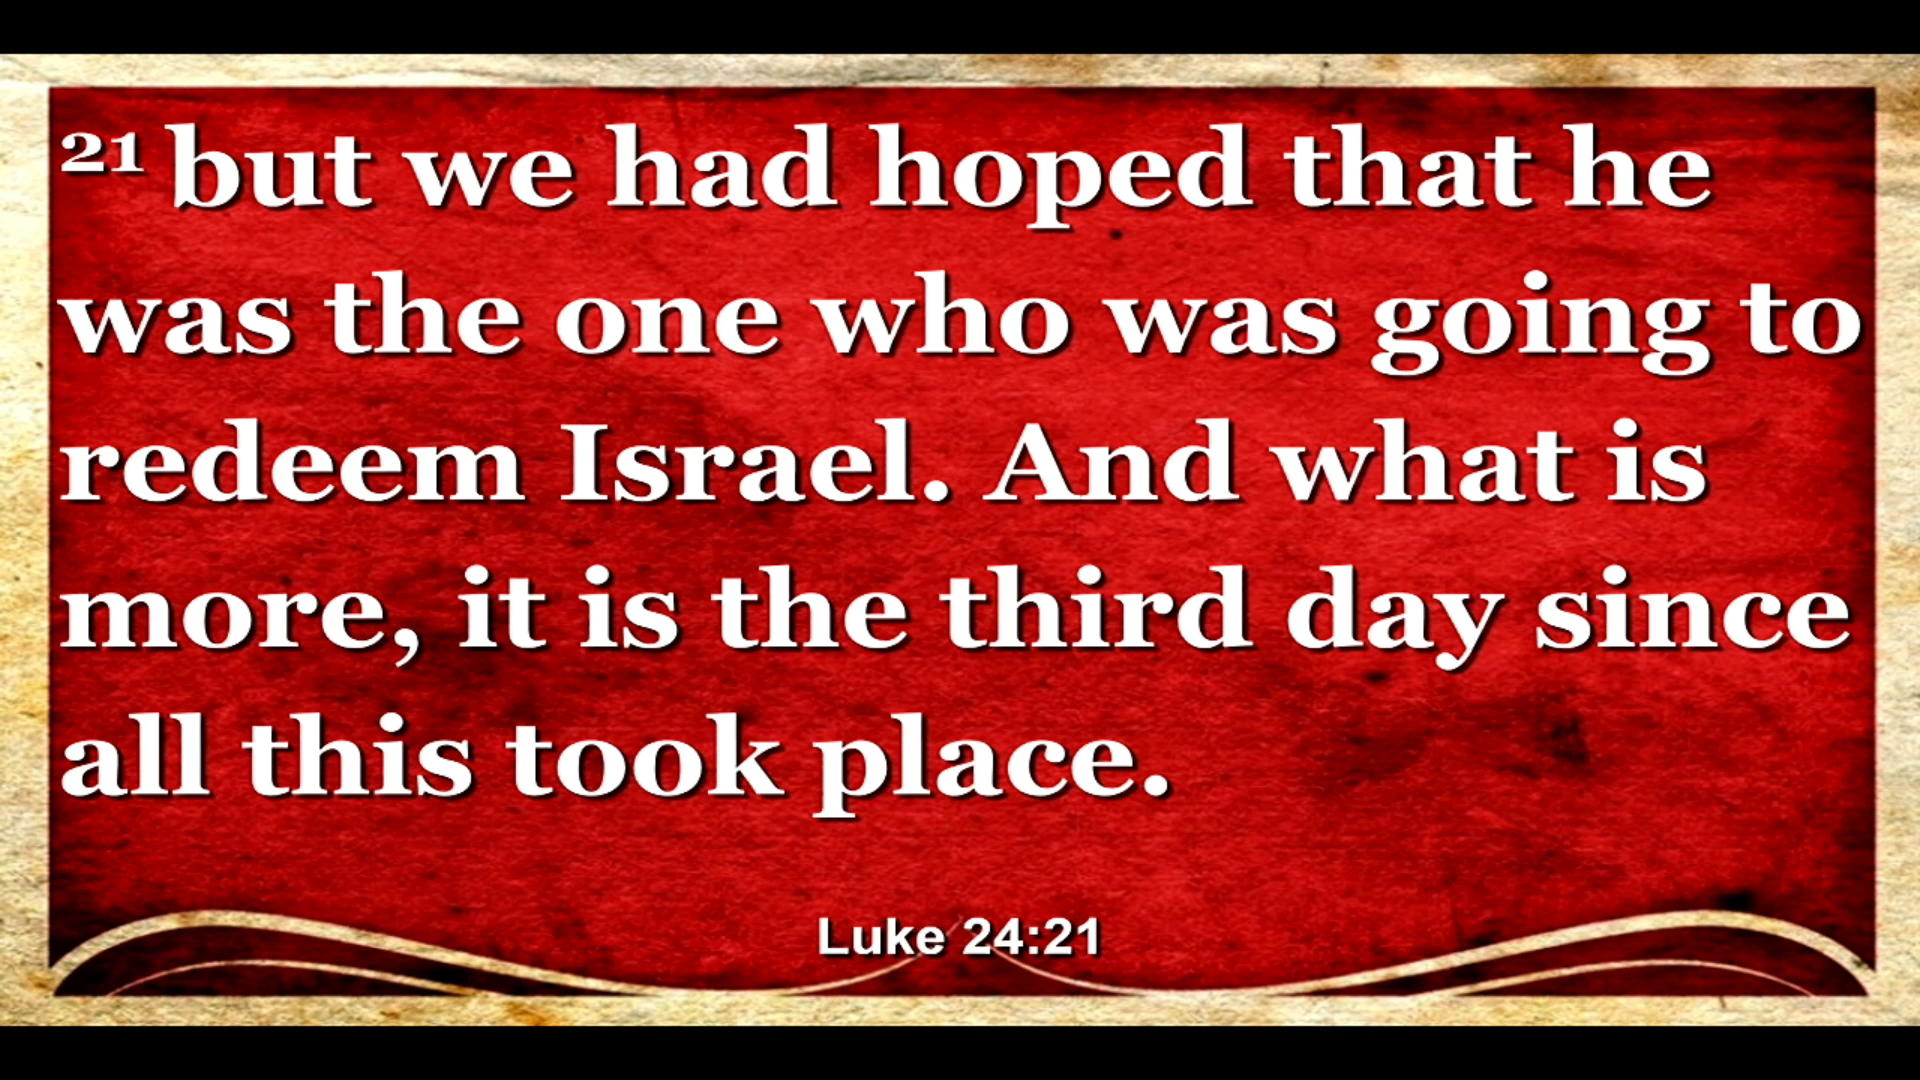 21 but we had hoped that he
was the one who was going to
redeem Israel. And what is
more, it is the third day since
all this took place.
Luke 24:21